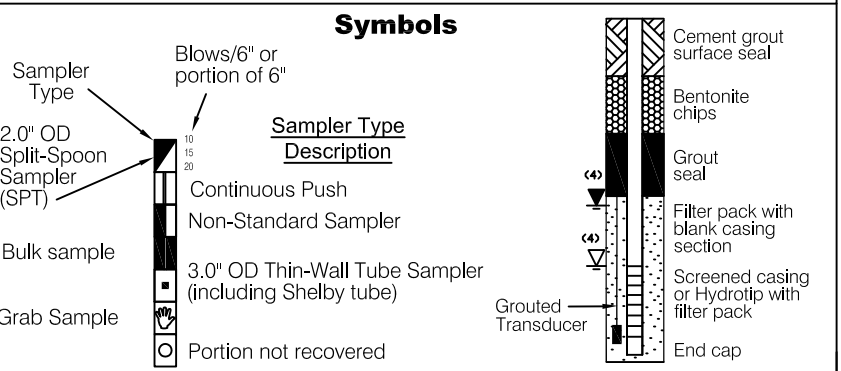 Symbols
Sampler
Type
Blows/6" or
portion of 6"
2.0" OD
Split-Spoon
Sampler
(SPT)
10
15
20
Sampler Type
Description
Continuous Push
Non-Standard Sampler
Bulk sample
3.0" OD Thin-Wall Tube Sampler
(including Shelby tube)
Grab Sample
Portion not recovered
Cement grout
surface seal
Bentonite
chips
Grout
seal
(4)
Filter pack with
blank casing
section
(4)
Screened casing
or Hydrotip with
filter pack
Grouted
Transducer
End cap